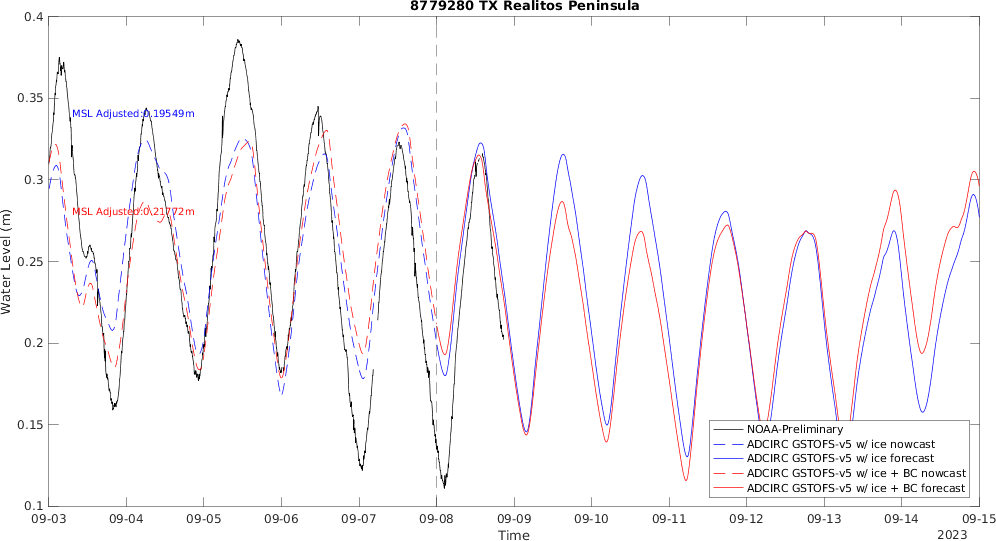 8779280 TX Realitos Peninsula
0.4
0.35
0.3
0.25
0.2
0.15
0.1
Water Level (m)
MSL Adjusted:0.19549m
MSL Adjusted:0.21772m
NOAA-Preliminary
ADCIRC GSTOFS-v5 w/ ice nowcast
ADCIRC GSTOFS-v5 w/ ice forecast
ADCIRC GSTOFS-v5 w/ ice + BC nowcast
ADCIRC GSTOFS-v5 w/ ice + BC forecast
09-03 09-04 09-05 09-06 09-07 09-08 09-09 09-10 09-11 09-12 09-13 09-14 09-15
Time
2023